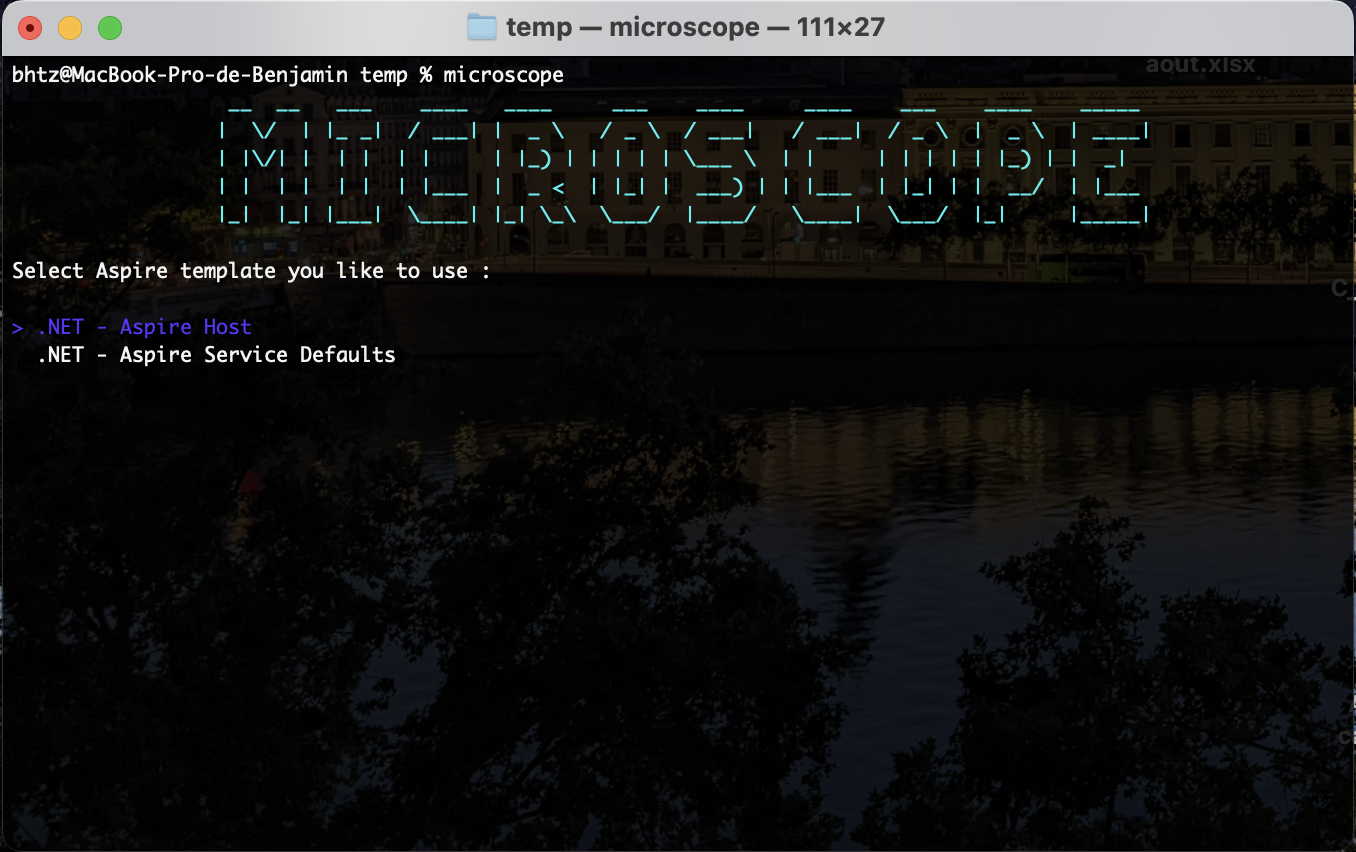 temp — microscope — 111×27
aout.xlsx
bhtz@MacBook-Pro-de-Benjamin temp % microscope
MICROSCOPE
Select Aspire template you like to use :
> .NET - Aspire Host
.NET - Aspire Service Defaults